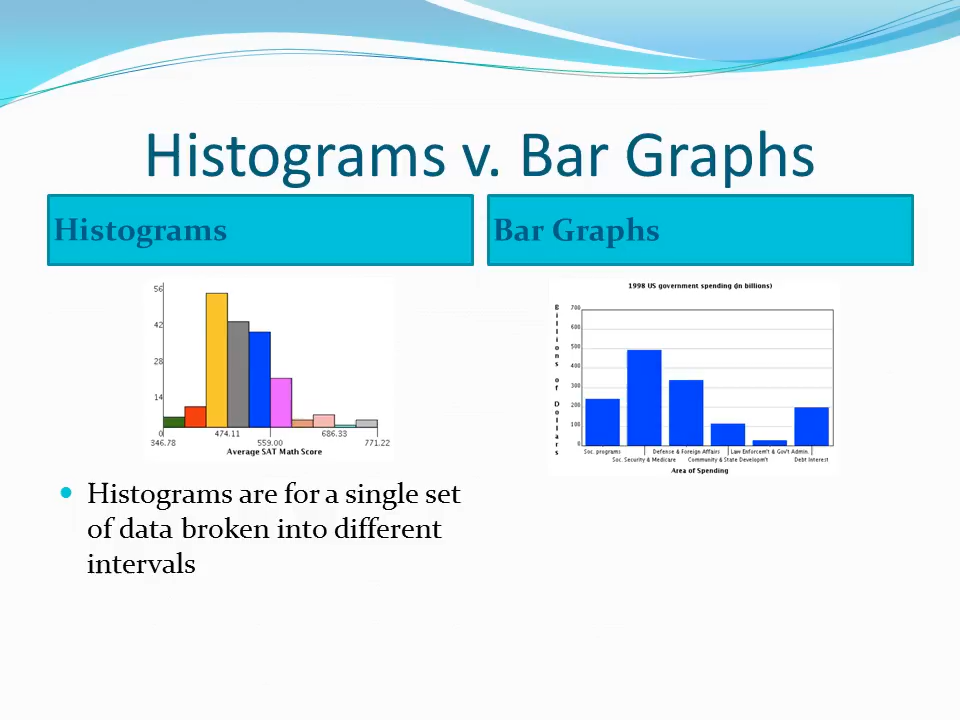 Histograms v. Bar Graphs
Histograms
Bar Graphs
56
42
28
14
0
346.78
474.11
559.00
686.33
771.22
Average SAT Math Score
1998 US government spending (in billions)
Billions of Dollars
700
600
500
400
300
200
100
0
Soc. programs
Defense & Foreign Affairs
Law Enforcem't & Gov't Admin.
Soc. Security & Medicare
Community & State Developm't
Debt Interest
Area of Spending
• Histograms are for a single set
of data broken into different
intervals